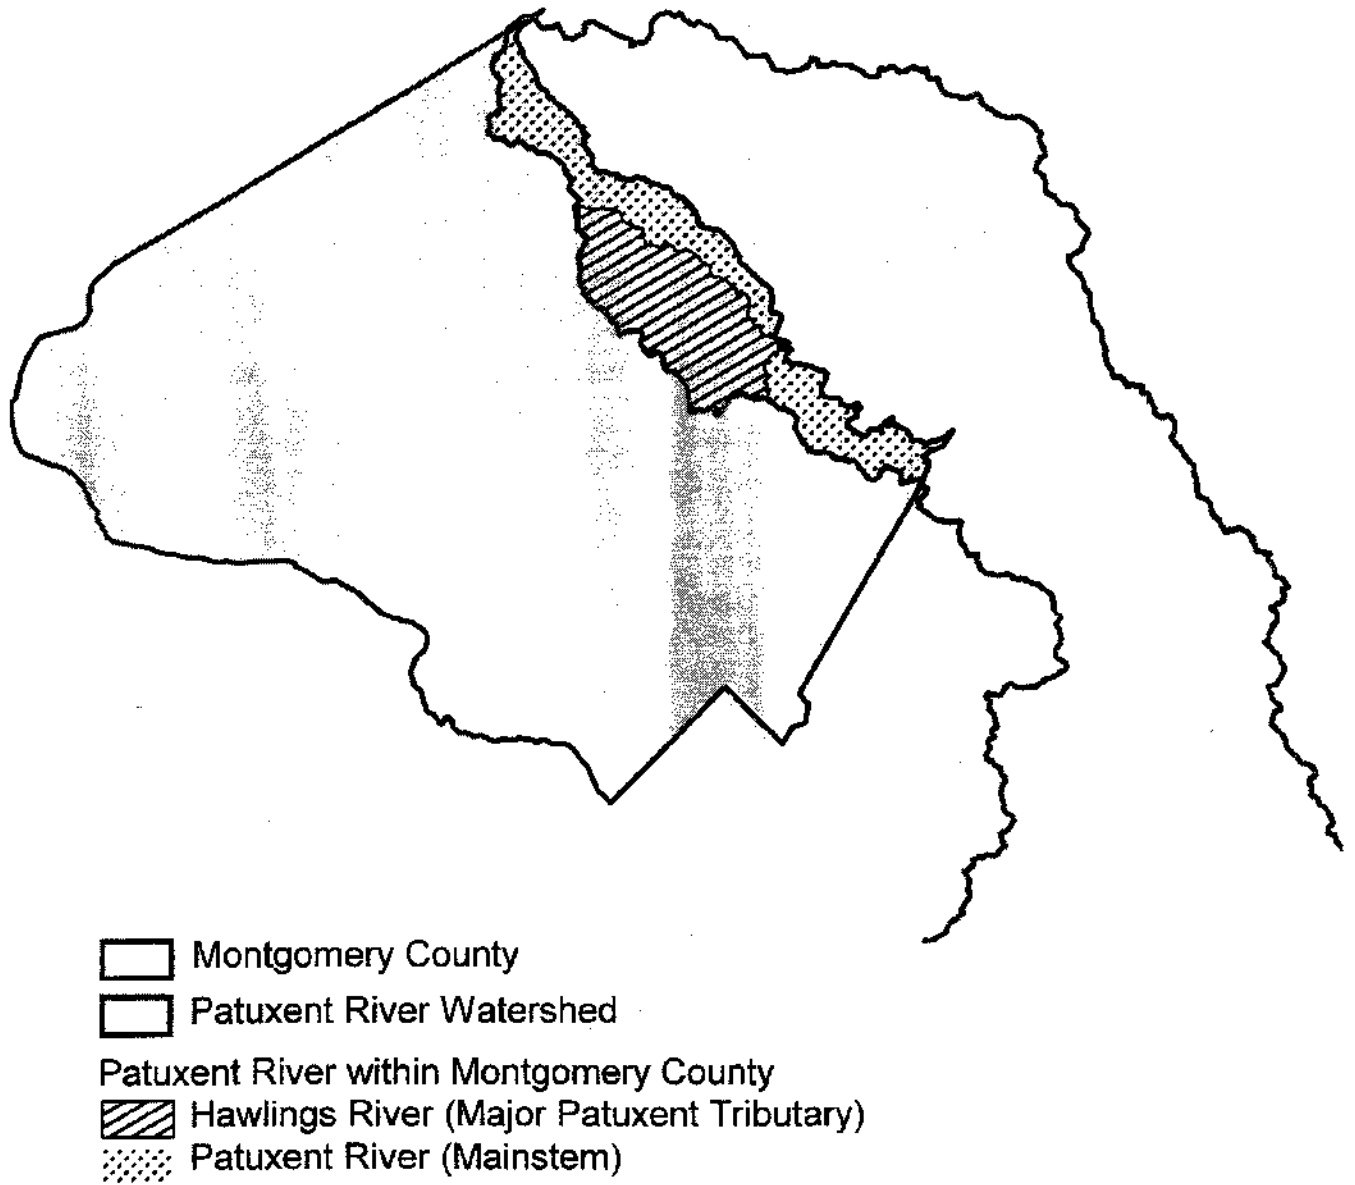 Montgomery County
Patuxent River Watershed
Patuxent River within Montgomery County
Hawlings River (Major Patuxent Tributary)
Patuxent River (Mainstem)